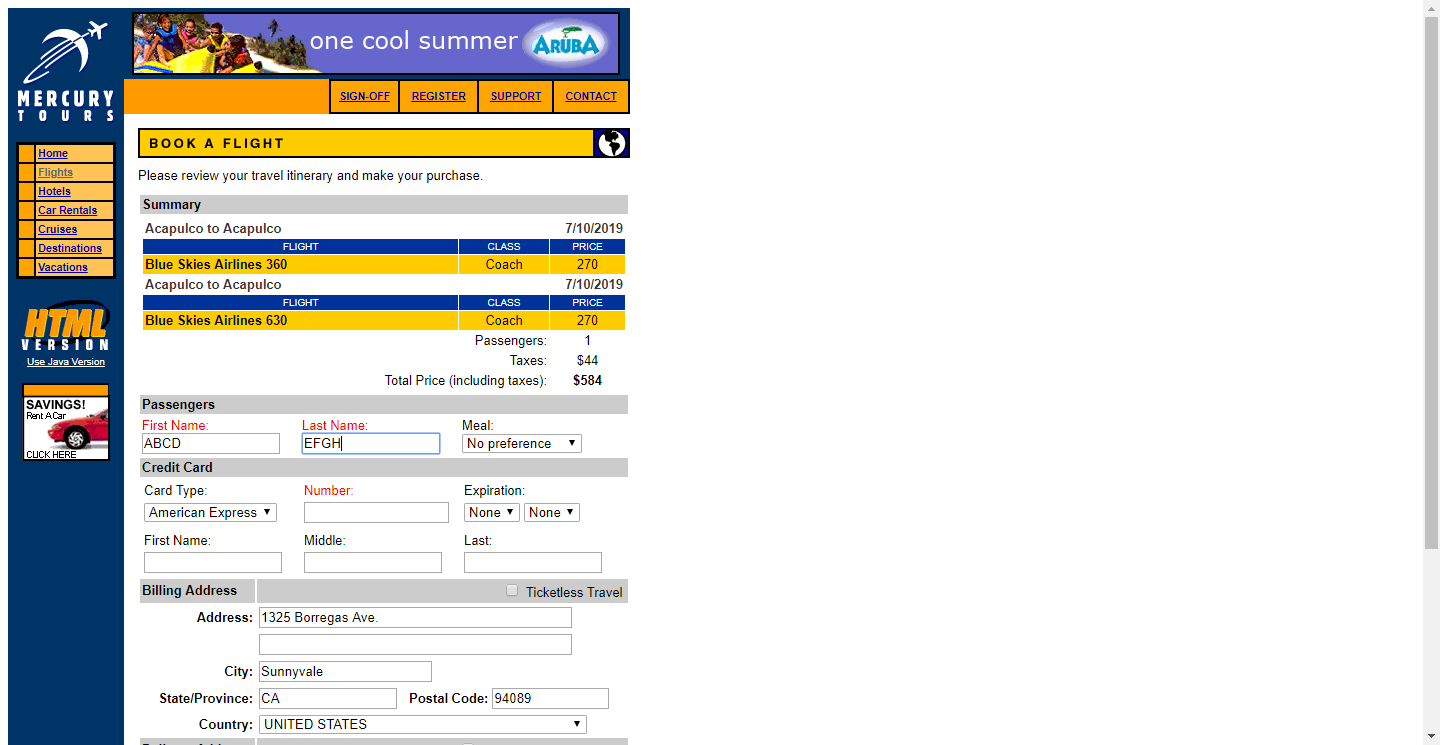 one cool summer ARUBA
MERCURY
TOURS
SIGN-OFF REGISTER SUPPORT CONTACT
Home
Flights
Hotels
Car Rentals
Cruises
Destinations
Vacations
HTML
VERSION
Use Java Version
SAVINGS!
Rent A Car
CLICK HERE
BOOK A FLIGHT
Please review your travel itinerary and make your purchase.
Summary
Acapulco to Acapulco 7/10/2019
FLIGHT CLASS PRICE
Blue Skies Airlines 360 Coach 270
Acapulco to Acapulco 7/10/2019
FLIGHT CLASS PRICE
Blue Skies Airlines 630 Coach 270
Passengers: 1
Taxes: $44
Total Price (including taxes): $584
Passengers
First Name: Last Name: Meal:
ABCD EFGH No preference
Credit Card
Card Type: Number: Expiration:
American Express None None
First Name: Middle: Last:
Billing Address Ticketless Travel
Address: 1325 Borregas Ave.
City: Sunnyvale
State/Province: CA Postal Code: 94089
Country: UNITED STATES